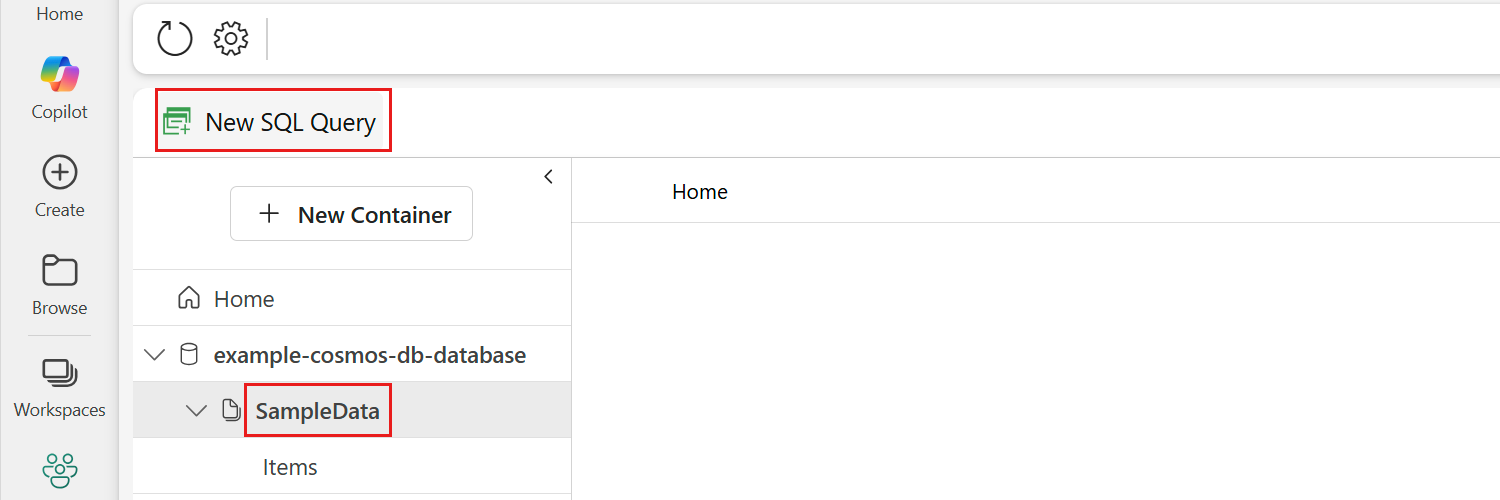 Home
Copilot
Create
Browse
Workspaces
New SQL Query
New Container
Home
example-cosmos-db-database
SampleData
Items
Home